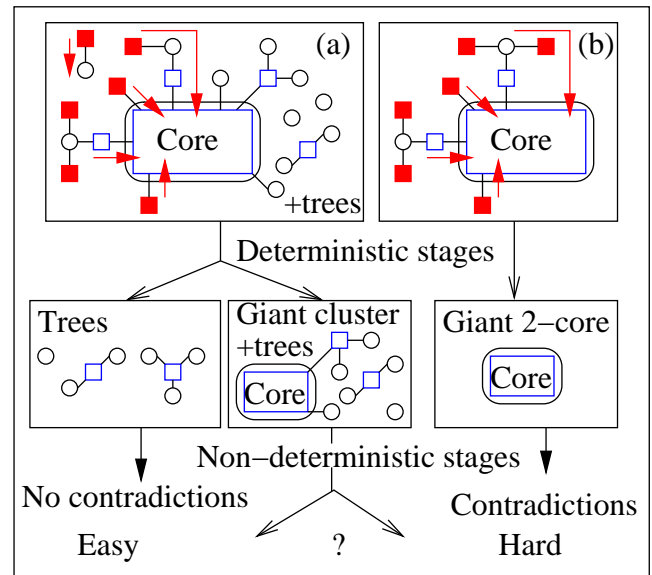 (a)
Core
+trees
(b)
Core
Deterministic stages
Trees
Giant cluster
+trees
Core
Giant 2−core
Core
Non−deterministic stages
No contradictions
Easy
?
Contradictions
Hard